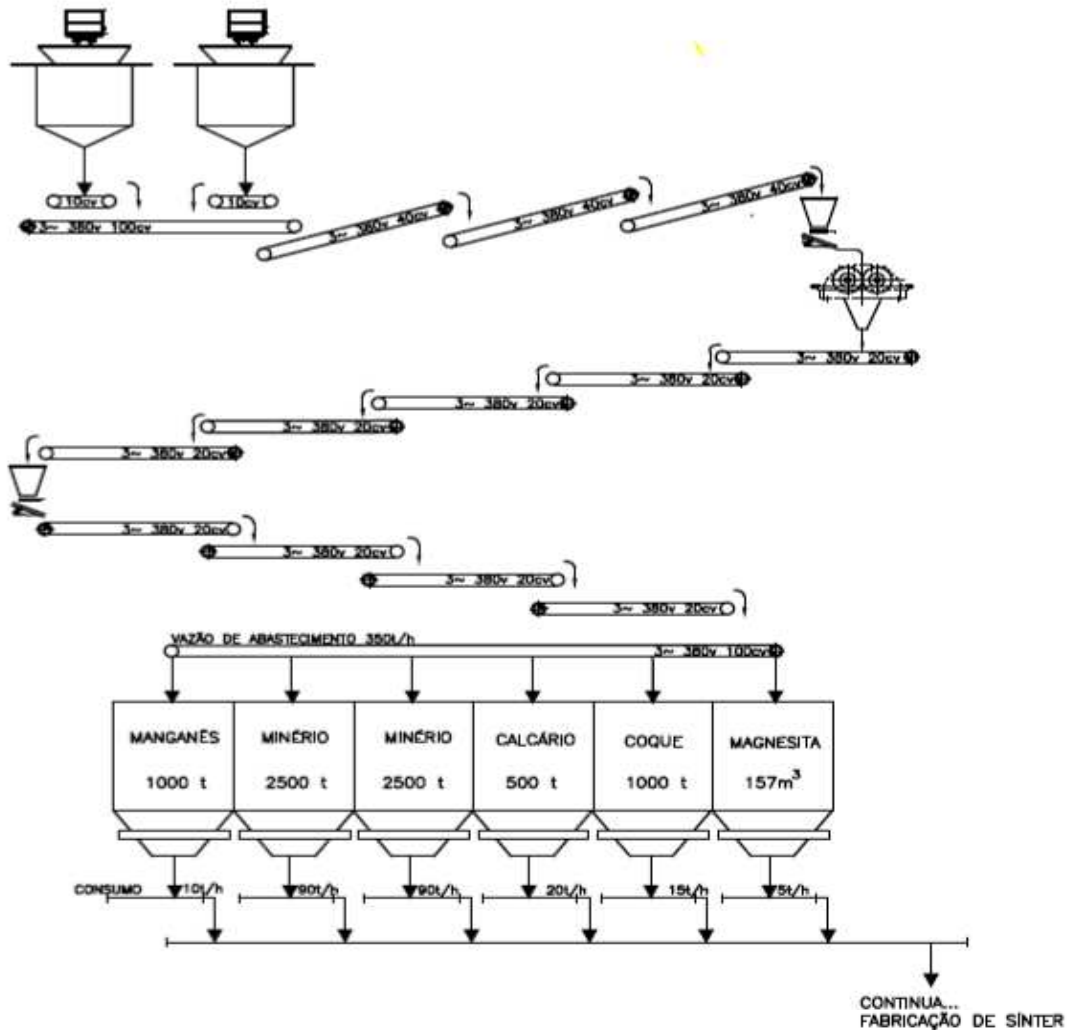 10cv
10cv
3~ 380v 100cv
3~ 380v 40cv
3~ 380v 40cv
3~ 380v 40cv
3~ 380v 20cv
3~ 380v 20cv
3~ 380v 20cv
3~ 380v 20cv
3~ 380v 20cv
3~ 380v 20cv
3~ 380v 20cv
3~ 380v 20cv
3~ 380v 20cv
VAZÃO DE ABASTECIMENTO 350t/h
3~ 380v 100cv
MANGANÊS
1000 t
MINÉRIO
2500 t
MINÉRIO
2500 t
CALCÁRIO
500 t
COQUE
1000 t
MAGNESITA
157m³
CONSUMO
10t/h
90t/h
90t/h
20t/h
15t/h
5t/h
CONTINUA...
FABRICAÇÃO DE SÍNTER